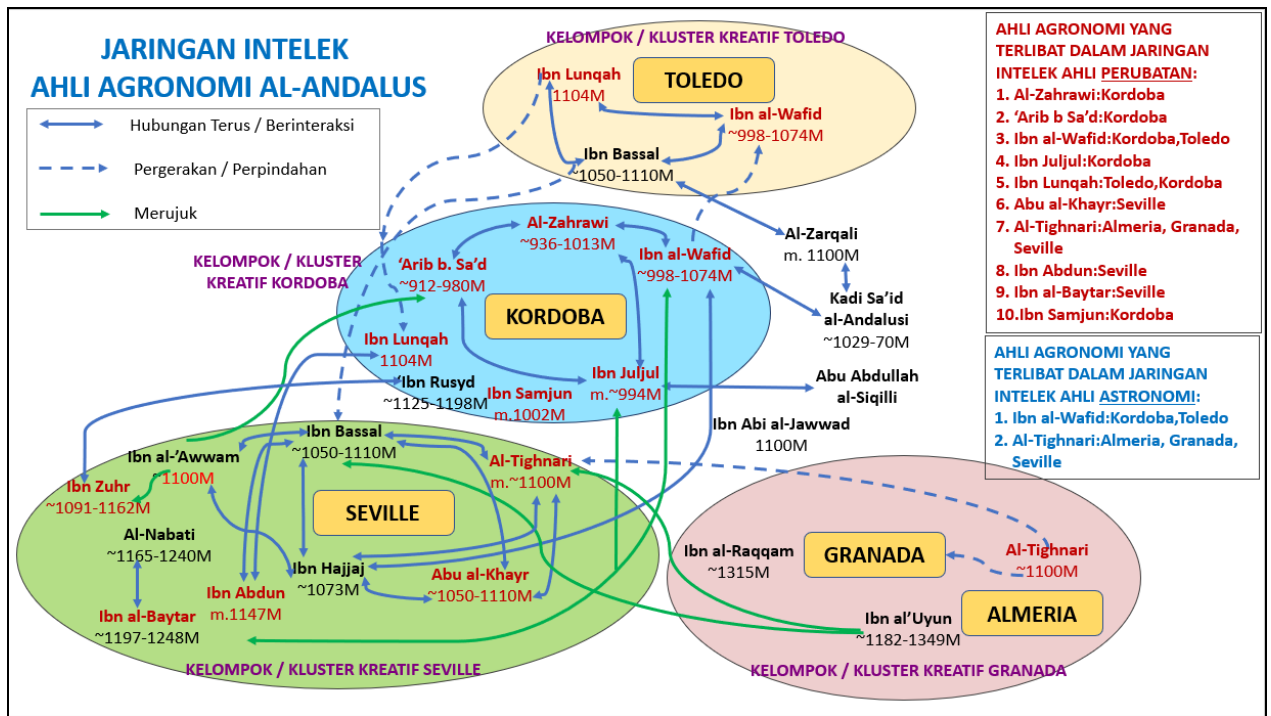 JARINGAN INTELEK
AHLI AGRONOMI AL-ANDALUS
Hubungan Terus / Berinteraksi
Pergerakan / Perpindahan
Merujuk
KELOMPOK / KLUSTER KREATIF TOLEDO
Ibn Lunqah
1104M
TOLEDO
Ibn al-Wafid
~998-1074M
Ibn Bassal
~1050-1110M
KELOMPOK / KLUSTER
KREATIF KORDOBA
Al-Zahrawi
~936-1013M
‘Arib b. Sa’d
~912-980M
Ibn al-Wafid
~998-1074M
KORDOBA
Ibn Lunqah
1104M
‘Ibn Rusyd
~1125-1198M
Ibn Samjun
m.1002M
Ibn Juljul
m.~994M
Al-Zarqali
m. 1100M
Kadi Sa’id
al-Andalusi
~1029-70M
Abu Abdullah
al-Siqilli
Ibn Abi al-Jawwad
1100M
Ibn Bassal
~1050-1110M
Ibn al-‘Awwam
~1100M
Al-Tighnari
m.~1100M
Ibn Zuhr
~1091-1162M
SEVILLE
Al-Nabati
~1165-1240M
Ibn Hajjaj
~1073M
Ibn Abdun
m.1147M
Abu al-Khayr
~1050-1110M
Ibn al-Baytar
~1197-1248M
KELOMPOK / KLUSTER KREATIF SEVILLE
Ibn al-Raqqam
~1315M
GRANADA
Al-Tighnari
~1100M
ALMERIA
Ibn al’Uyun
~1182-1349M
KELOMPOK / KLUSTER KREATIF GRANADA
AHLI AGRONOMI YANG
TERLIBAT DALAM JARINGAN
INTELEK AHLI PERUBATAN:
1. Al-Zahrawi:Kordoba
2. ‘Arib b Sa’d:Kordoba
3. Ibn al-Wafid:Kordoba,Toledo
4. Ibn Juljul:Kordoba
5. Ibn Lunqah:Toledo,Kordoba
6. Abu al-Khayr:Seville
7. Al-Tighnari:Almeria, Granada,
Seville
8. Ibn Abdun:Seville
9. Ibn al-Baytar:Seville
10.Ibn Samjun:Kordoba
AHLI AGRONOMI YANG
TERLIBAT DALAM JARINGAN
INTELEK AHLI ASTRONOMI:
1. Ibn al-Wafid:Kordoba,Toledo
2. Al-Tighnari:Almeria, Granada,
Seville